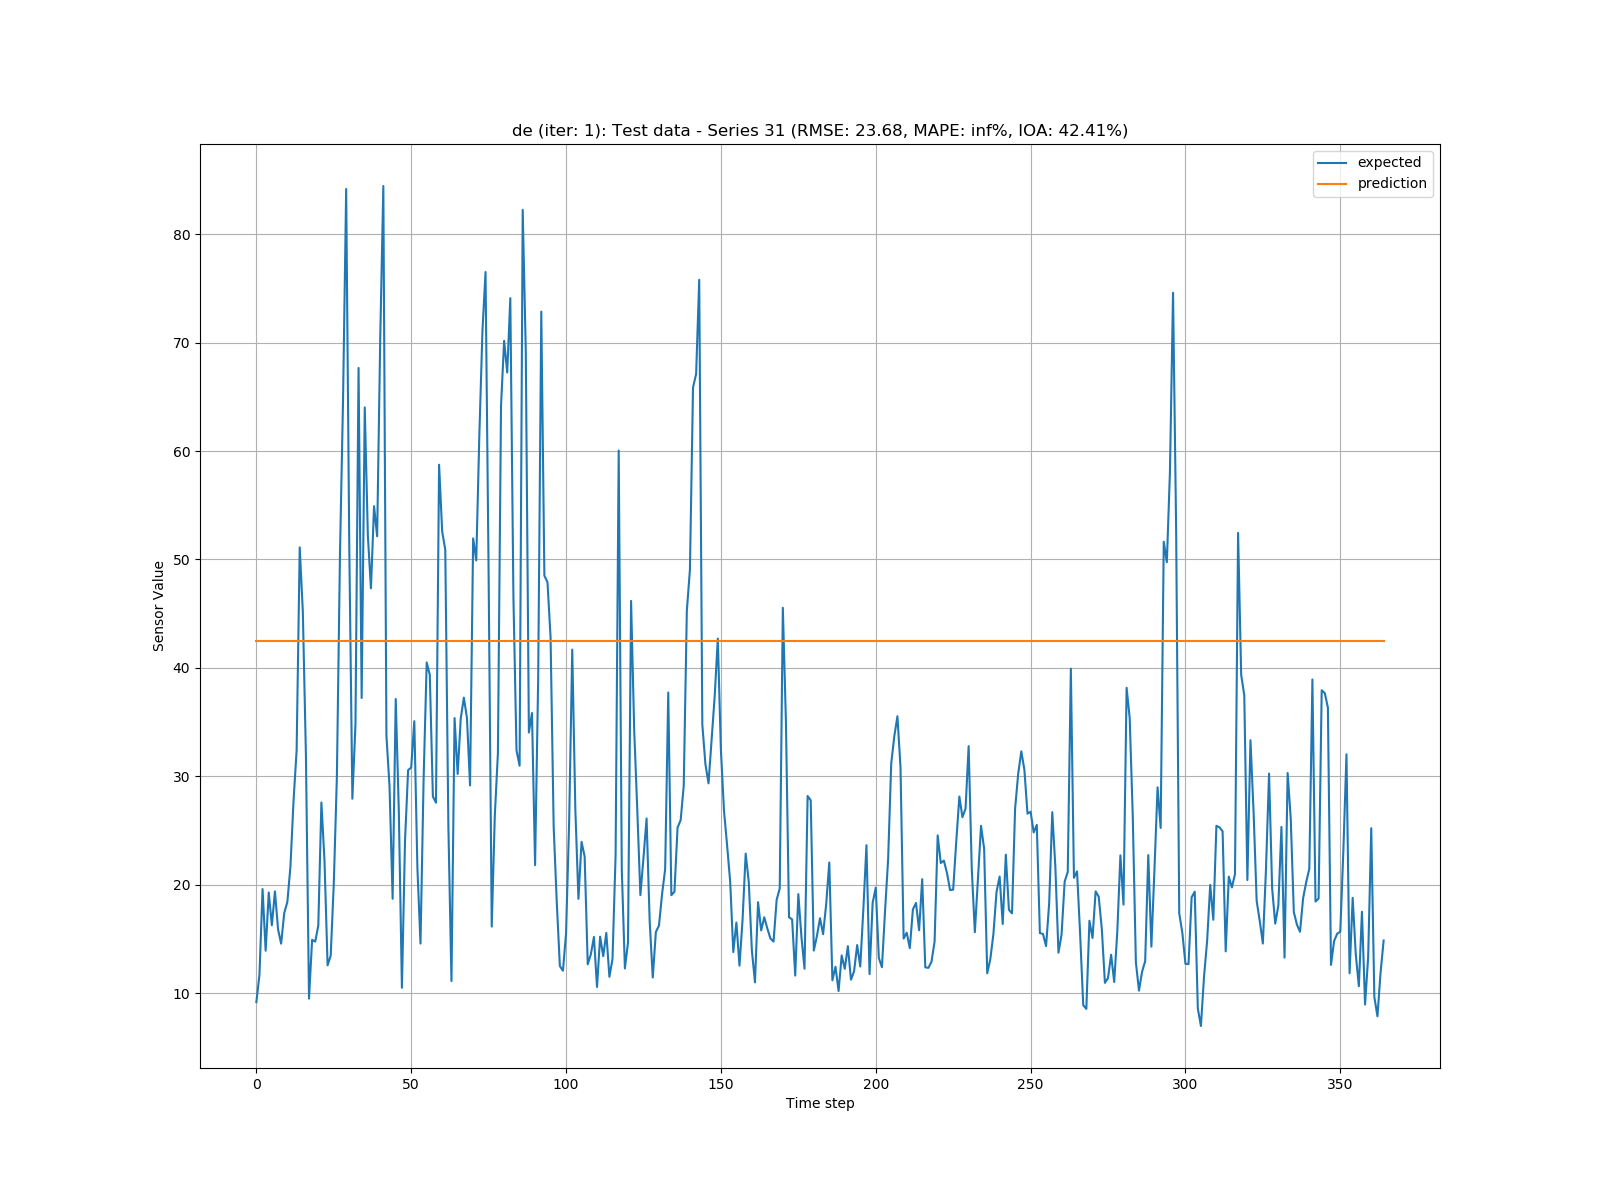 de (iter: 1): Test data - Series 31 (RMSE: 23.68, MAPE: inf%, IOA: 42.41%)
expected
prediction
80
70
60
50
40
30
20
10
Sensor Value
0 50 100 150 200 250 300 350
Time step